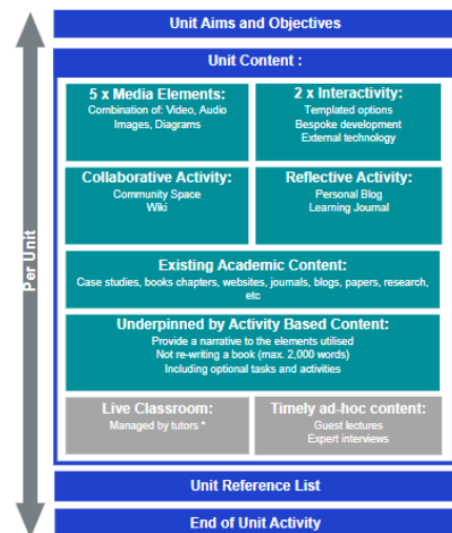 Unit Aims and Objectives
Unit Content :
5 x Media Elements:
Combination of: Video, Audio
Images, Diagrams
2 x Interactivity:
Templated options
Bespoke development
External technology
Collaborative Activity:
Community Space
Wiki
Reflective Activity:
Personal Blog
Learning Journal
Existing Academic Content:
Case studies, books chapters, websites, journals, blogs, papers, research,
etc
Underpinned by Activity Based Content:
Provide a narrative to the elements utilised
Not re-writing a book (max. 2,000 words)
Including optional tasks and activities
Live Classroom:
Managed by tutors *
Timely ad-hoc content:
Guest lectures
Expert interviews
Unit Reference List
End of Unit Activity
Per Unit